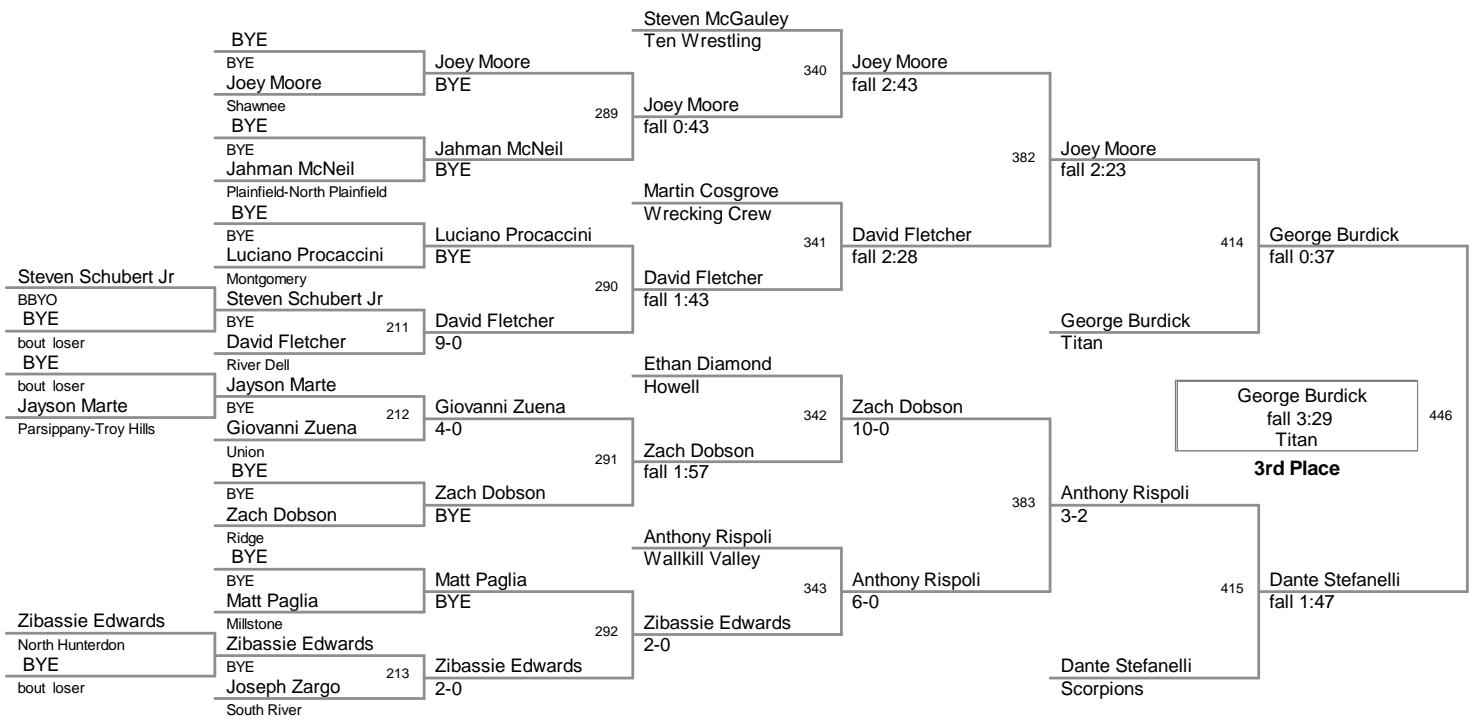 Steven Schubert Jr
BBYO
BYE
bout loser
BYE
bout loser
Jayson Marte
Parsippany-Troy Hills
Zibassie Edwards
North Hunterdon
BYE
bout loser
BYE
BYE
Joey Moore
Shawnee
BYE
BYE
Jahman McNeil
Plainfield-North Plainfield
BYE
BYE
Luciano Procaccini
Montgomery
Steven Schubert Jr
BYE
211
David Fletcher
River Dell
Jayson Marte
BYE
212
Giovanni Zuena
Union
BYE
BYE
Zach Dobson
Ridge
BYE
BYE
Matt Paglia
Millstone
Zibassie Edwards
BYE
213
Joseph Zargo
South River
Joey Moore
BYE
289
Jahman McNeil
BYE
Luciano Procaccini
BYE
290
David Fletcher
9-0
Giovanni Zuena
4-0
291
Zach Dobson
BYE
Matt Paglia
BYE
292
Zibassie Edwards
2-0
Steven McGauley
Ten Wrestling
340
Joey Moore
fall 0:43
Martin Cosgrove
Wrecking Crew
341
David Fletcher
fall 1:43
Ethan Diamond
Howell
342
Zach Dobson
fall 1:57
Anthony Rispoli
Wallkill Valley
343
Zibassie Edwards
2-0
Joey Moore
fall 2:43
382
David Fletcher
fall 2:28
Zach Dobson
10-0
383
Anthony Rispoli
6-0
Joey Moore
fall 2:23
414
George Burdick
Titan
Anthony Rispoli
3-2
415
Dante Stefanelli
Scorpions
George Burdick
fall 0:37
George Burdick
fall 3:29
Titan
446
3rd Place
Dante Stefanelli
fall 1:47